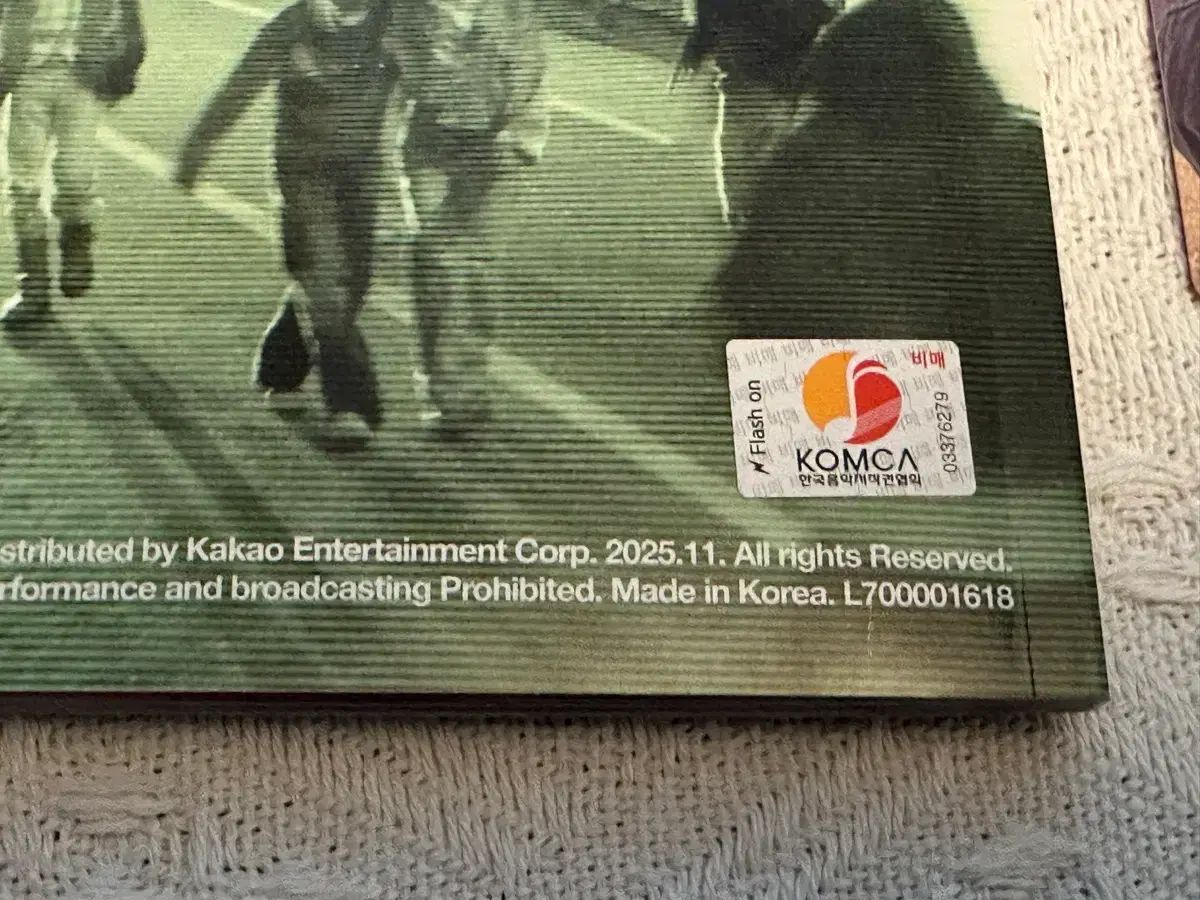 Flash on
비매
03376279
KOMCA
한국음악저작권협회
stributed by Kakao Entertainment Corp. 2025.11. All rights Reserved.
rformance and broadcasting Prohibited. Made in Korea. L700001618